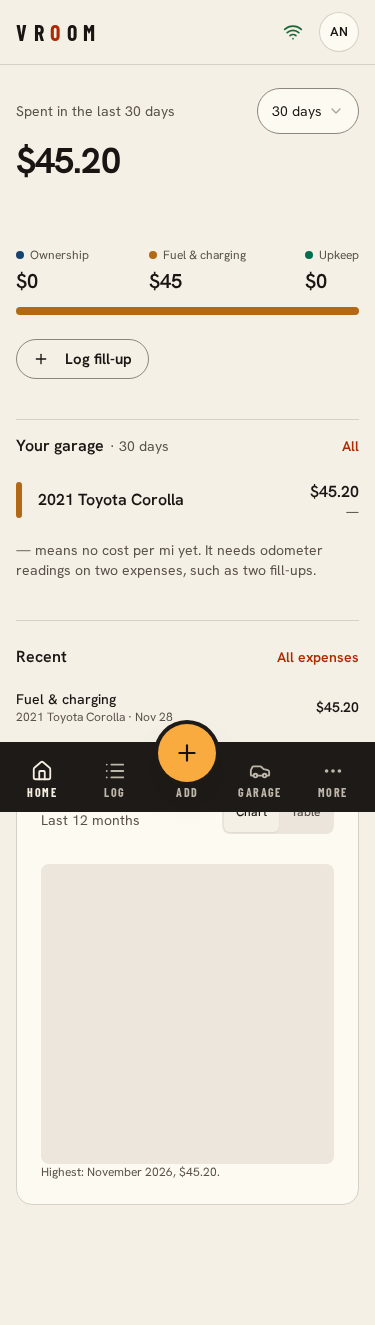 VROOM
AN
Spent in the last 30 days
30 days
$45.20
Ownership
Fuel & charging
Upkeep
$0
$45
$0
Log fill-up
Your garage · 30 days
All
2021 Toyota Corolla
$45.20
—
— means no cost per mi yet. It needs odometer
readings on two expenses, such as two fill-ups.
Recent
All expenses
Fuel & charging
2021 Toyota Corolla · Nov 28
$45.20
HOME
LOG
ADD
GARAGE
MORE
Last 12 months
Chart
Table
Highest: November 2026, $45.20.